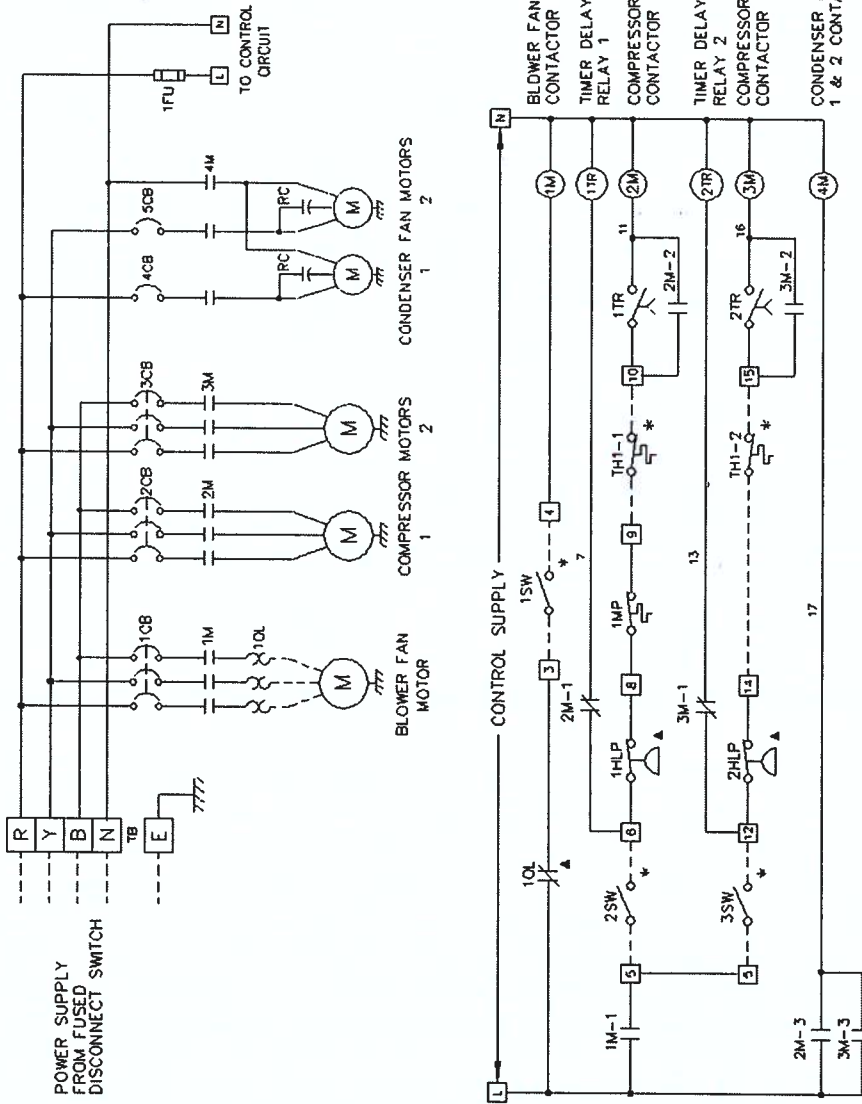 POWER SUPPLY
FROM FUSED
DISCONNECT SWITCH
R
Y
B
N
TB
E
1CB
1M
1OL
M
BLOWER FAN
MOTOR
2CB
2M
M
1
3CB
3M
M
2
COMPRESSOR MOTORS
4CB
5CB
4M
RC
RC
M
M
1
2
CONDENSER FAN MOTORS
1FU
L
N
TO CONTROL
CIRCUIT
L
CONTROL SUPPLY
N
1OL
3
1SW
*
4
1M
BLOWER FAN
CONTACTOR
2M-1
7
1TR
TIMER DELAY
RELAY 1
1M-1
5
2SW
*
6
1HLP
8
1MP
9
TH1-1
*
10
1TR
2M-2
11
2M
COMPRESSOR
CONTACTOR
3M-1
13
2TR
TIMER DELAY
RELAY 2
5
3SW
*
12
2HLP
14
TH1-2
*
15
2TR
3M-2
16
3M
COMPRESSOR
CONTACTOR
2M-3
3M-3
17
4M
CONDENSER
1 & 2 CONTA